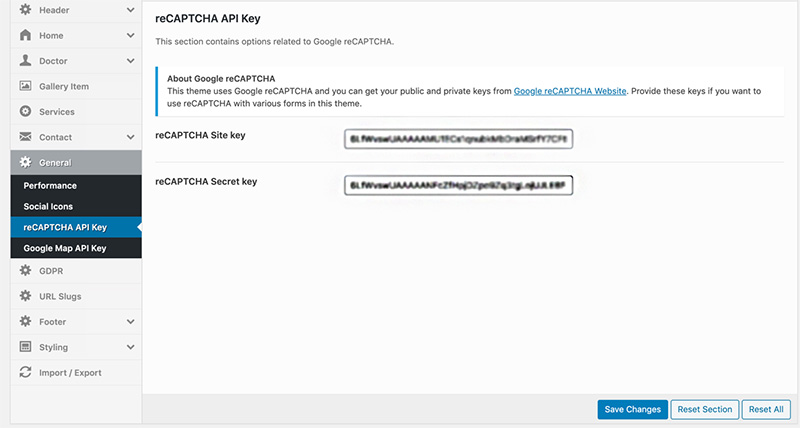 Header
Home
Doctor
Gallery Item
Services
Contact
General
Performance
Social Icons
reCAPTCHA API Key
Google Map API Key
GDPR
URL Slugs
Footer
Styling
Import / Export
reCAPTCHA API Key
This section contains options related to Google reCAPTCHA.
About Google reCAPTCHA
This theme uses Google reCAPTCHA and you can get your public and private keys from Google reCAPTCHA Website. Provide these keys if you want to
use reCAPTCHA with various forms in this theme.
reCAPTCHA Site key
reCAPTCHA Secret key
Save Changes
Reset Section
Reset All